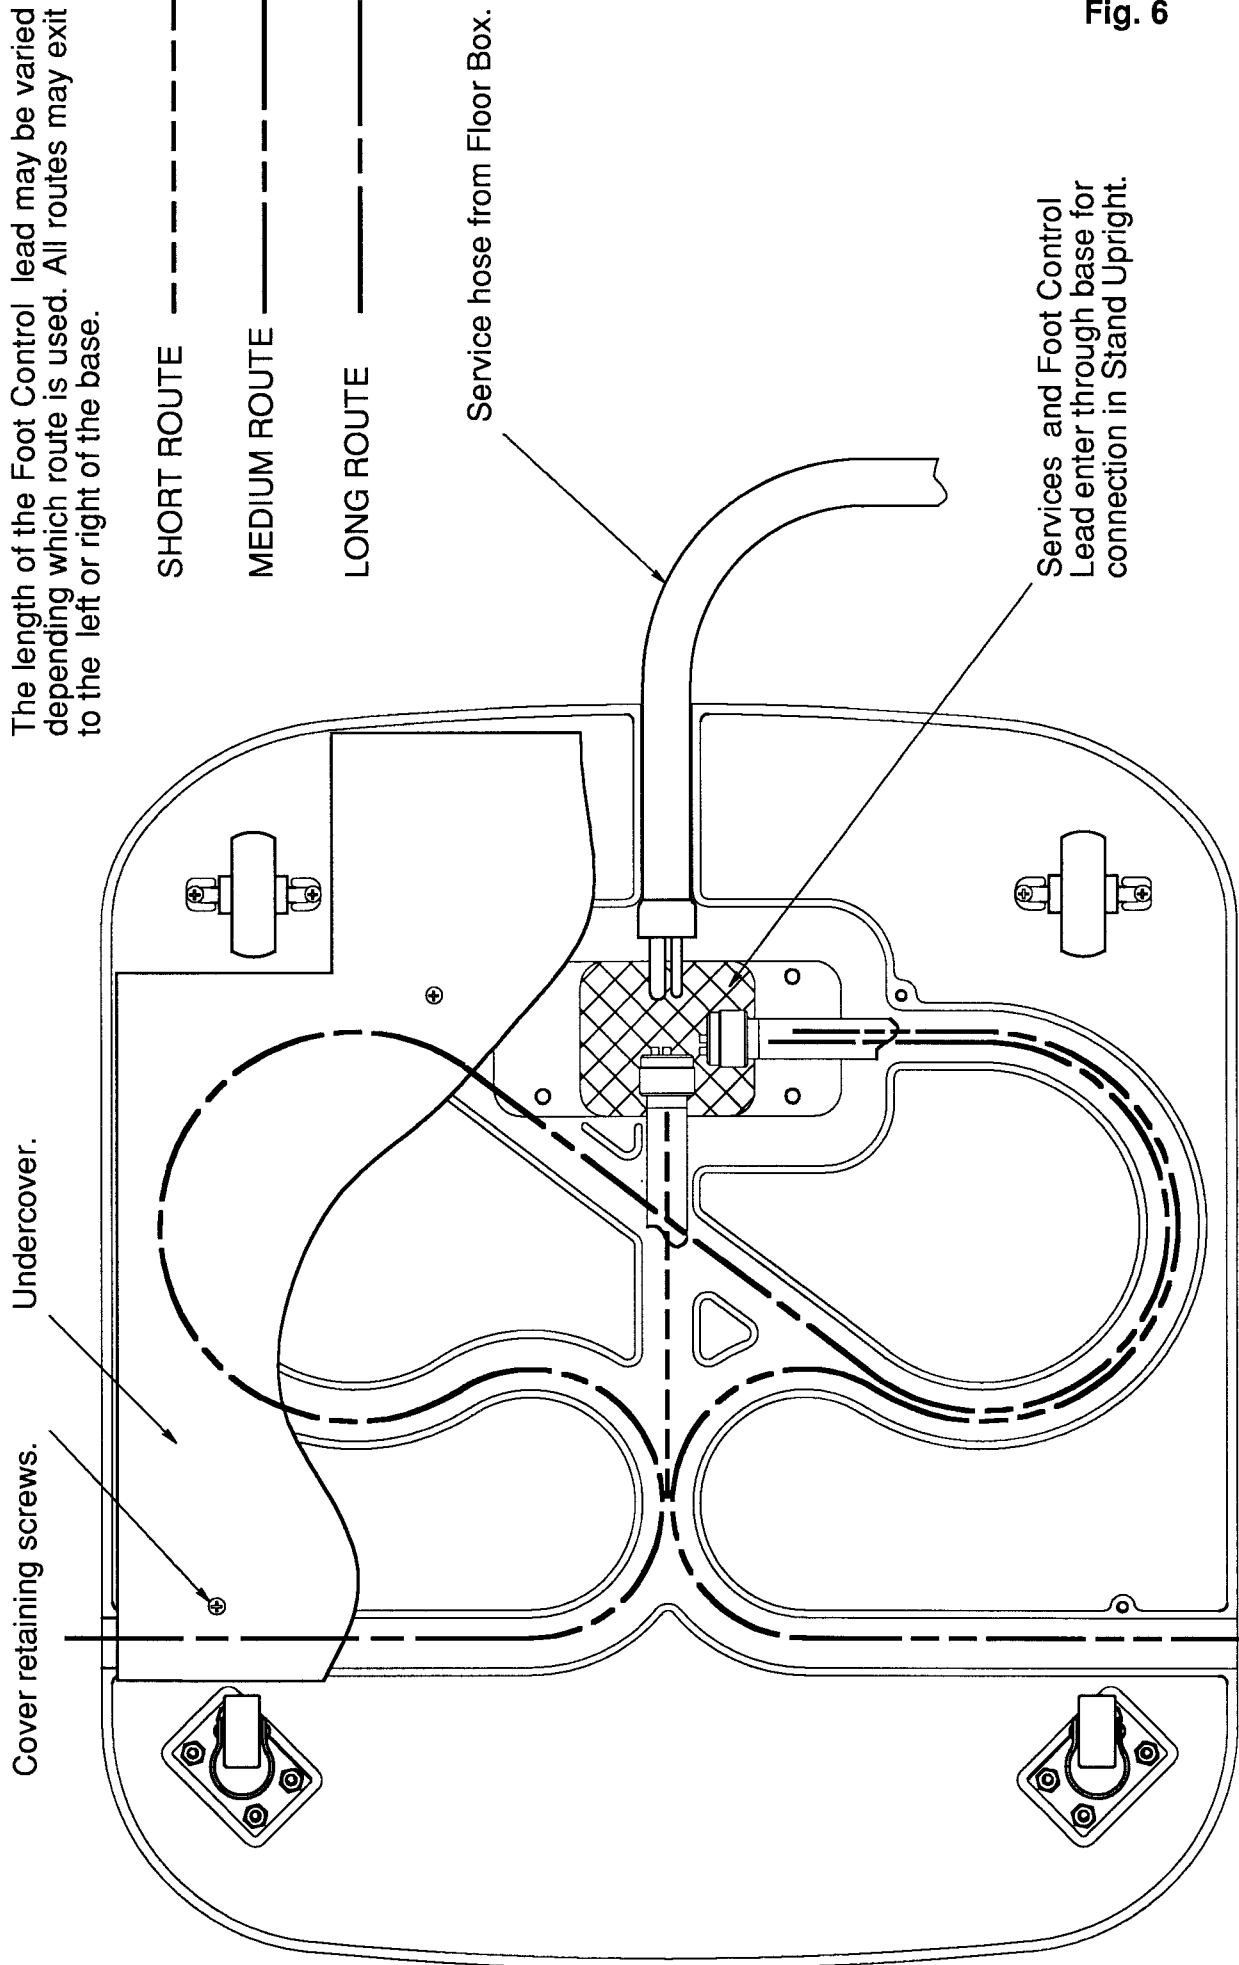 The length of the Foot Control lead may be varied
depending which route is used. All routes may exit
to the left or right of the base.
SHORT ROUTE
MEDIUM ROUTE
LONG ROUTE
Service hose from Floor Box.
Services and Foot Control
Lead enter through base for
connection in Stand Upright.
Undercover.
Cover retaining screws.
Fig. 6